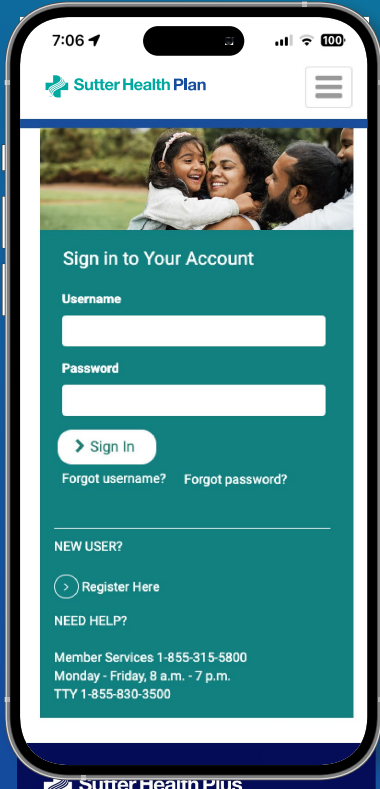 7:06
100
Sutter Health Plan
Sign in to Your Account
Username
Password
Sign In
Forgot username? Forgot password?
NEW USER?
Register Here
NEED HELP?
Member Services 1-855-315-5800
Monday - Friday, 8 a.m. - 7 p.m.
TTY 1-855-830-3500
Sutter Health Plus